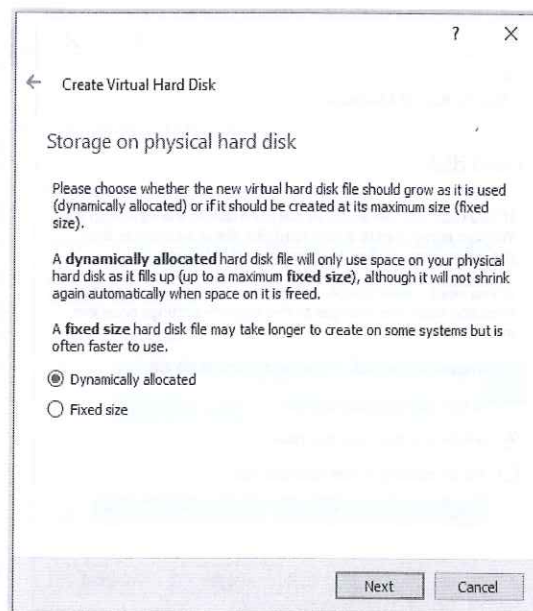 Create Virtual Hard Disk
Storage on physical hard disk
Please choose whether the new virtual hard disk file should grow as it is used
(dynamically allocated) or if it should be created at its maximum size (fixed
size).
A dynamically allocated hard disk file will only use space on your physical
hard disk as it fills up (up to a maximum fixed size), although it will not shrink
again automatically when space on it is freed.
A fixed size hard disk file may take longer to create on some systems but is
often faster to use.
Dynamically allocated
Fixed size
Next Cancel